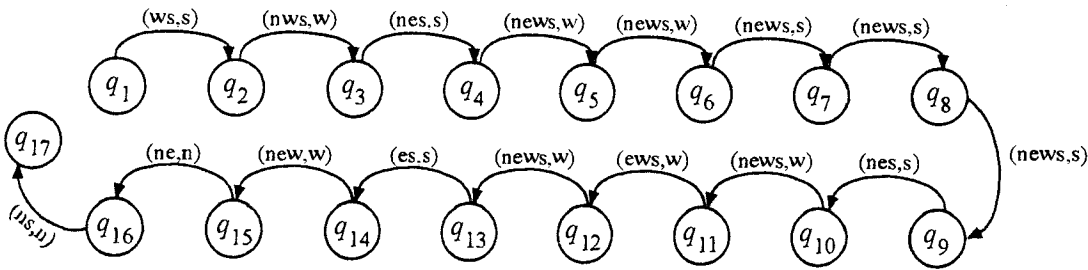 (ws,s) (nws,w) (nes,s) (news,w) (news,w) (news,s) (news,s)
q1 q2 q3 q4 q5 q6 q7 q8
q17
(ne,n) (new,w) (es,s) (news,w) (ews,w) (news,w) (nes,s) (news,s)
(ns,n) q16 q15 q14 q13 q12 q11 q10 q9